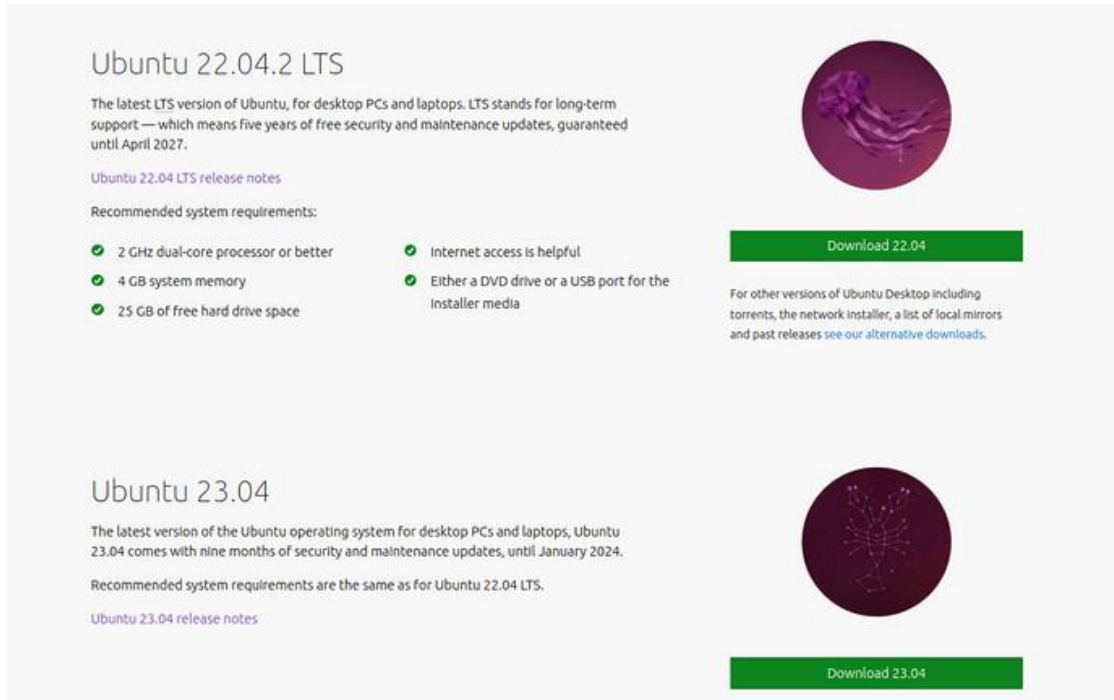 Ubuntu 22.04.2 LTS
The latest LTS version of Ubuntu, for desktop PCs and laptops. LTS stands for long-term
support — which means five years of free security and maintenance updates, guaranteed
until April 2027.
Ubuntu 22.04 LTS release notes
Recommended system requirements:
2 GHz dual-core processor or better
4 GB system memory
25 GB of free hard drive space
Internet access is helpful
Either a DVD drive or a USB port for the
installer media
Download 22.04
For other versions of Ubuntu Desktop including
torrents, the network installer, a list of local mirrors
and past releases see our alternative downloads.
Ubuntu 23.04
The latest version of the Ubuntu operating system for desktop PCs and laptops, Ubuntu
23.04 comes with nine months of security and maintenance updates, until January 2024.
Recommended system requirements are the same as for Ubuntu 22.04 LTS.
Ubuntu 23.04 release notes
Download 23.04